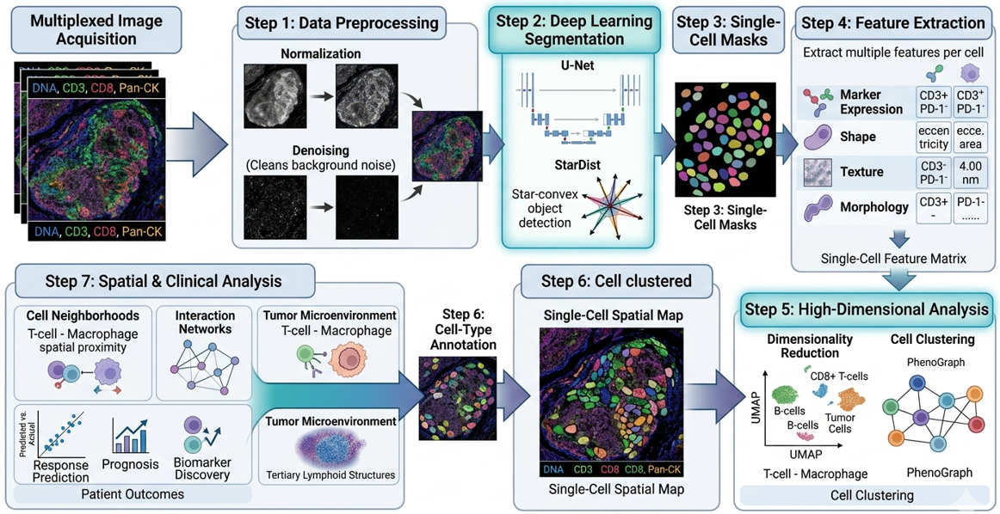 Multiplexed Image
Acquisition
DNA, CD3, CD8, Pan-CK
DNA, CD3, CD8, Pan-CK
Step 1: Data Preprocessing
Normalization
Denoising
(Cleans background noise)
Step 2: Deep Learning
Segmentation
U-Net
StarDist
Star-convex
object
detection
Step 3: Single-
Cell Masks
Step 3: Single-
Cell Masks
Step 4: Feature Extraction
Extract multiple features per cell
Marker
Expression
CD3+
PD-1-
CD3+
PD-1-
Shape
eccen
tricity
ecce.
area
Texture
CD3-
PD-1-
4.00
nm
Morphology
CD3+
-
PD-1-
......
Single-Cell Feature Matrix
Step 7: Spatial & Clinical Analysis
Cell Neighborhoods
T-cell - Macrophage
spatial proximity
Interaction
Networks
Tumor Microenvironment
T-cell - Macrophage
Predicted vs.
Actual
Response
Prediction
Prognosis
Biomarker
Discovery
Patient Outcomes
Tumor Microenvironment
Tertiary Lymphoid Structures
Step 6:
Cell-Type
Annotation
Step 6: Cell clustered
Single-Cell Spatial Map
DNA CD3 CD8 CD8, Pan-CK
Single-Cell Spatial Map
Step 5: High-Dimensional Analysis
Dimensionality
Reduction
UMAP
CD8+ T-cells
B-cells
B-cells
Tumor
Cells
UMAP
T-cell - Macrophage
Cell Clustering
PhenoGraph
PhenoGraph
Cell Clustering